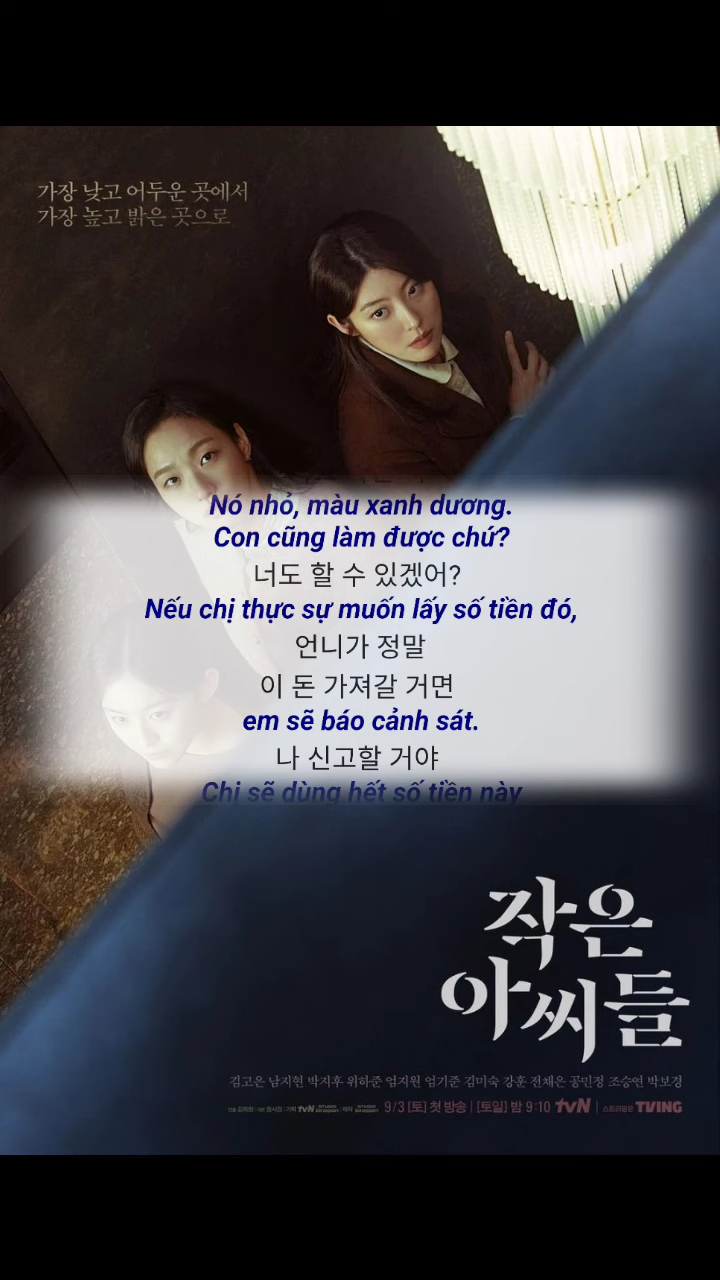 가장 낮고 어두운 곳에서
가장 높고 밝은 곳으로
Nó nhỏ, màu xanh dương.
Con cũng làm được chứ?
너도 할 수 있겠어?
Nếu chị thực sự muốn lấy số tiền đó,
언니가 정말
이 돈 가져갈 거면
em sẽ báo cảnh sát.
나 신고할 거야
Chị sẽ dùng hết số tiền này
작은
아씨들
김고은 남지현 박지후 위하준 엄지원 엄기준 김미숙 강훈 전채은 공민정 조승연 박보경
9/3 [토] 첫 방송 | [토일] 밤 9:10 tvN | 스트리밍은 TVING